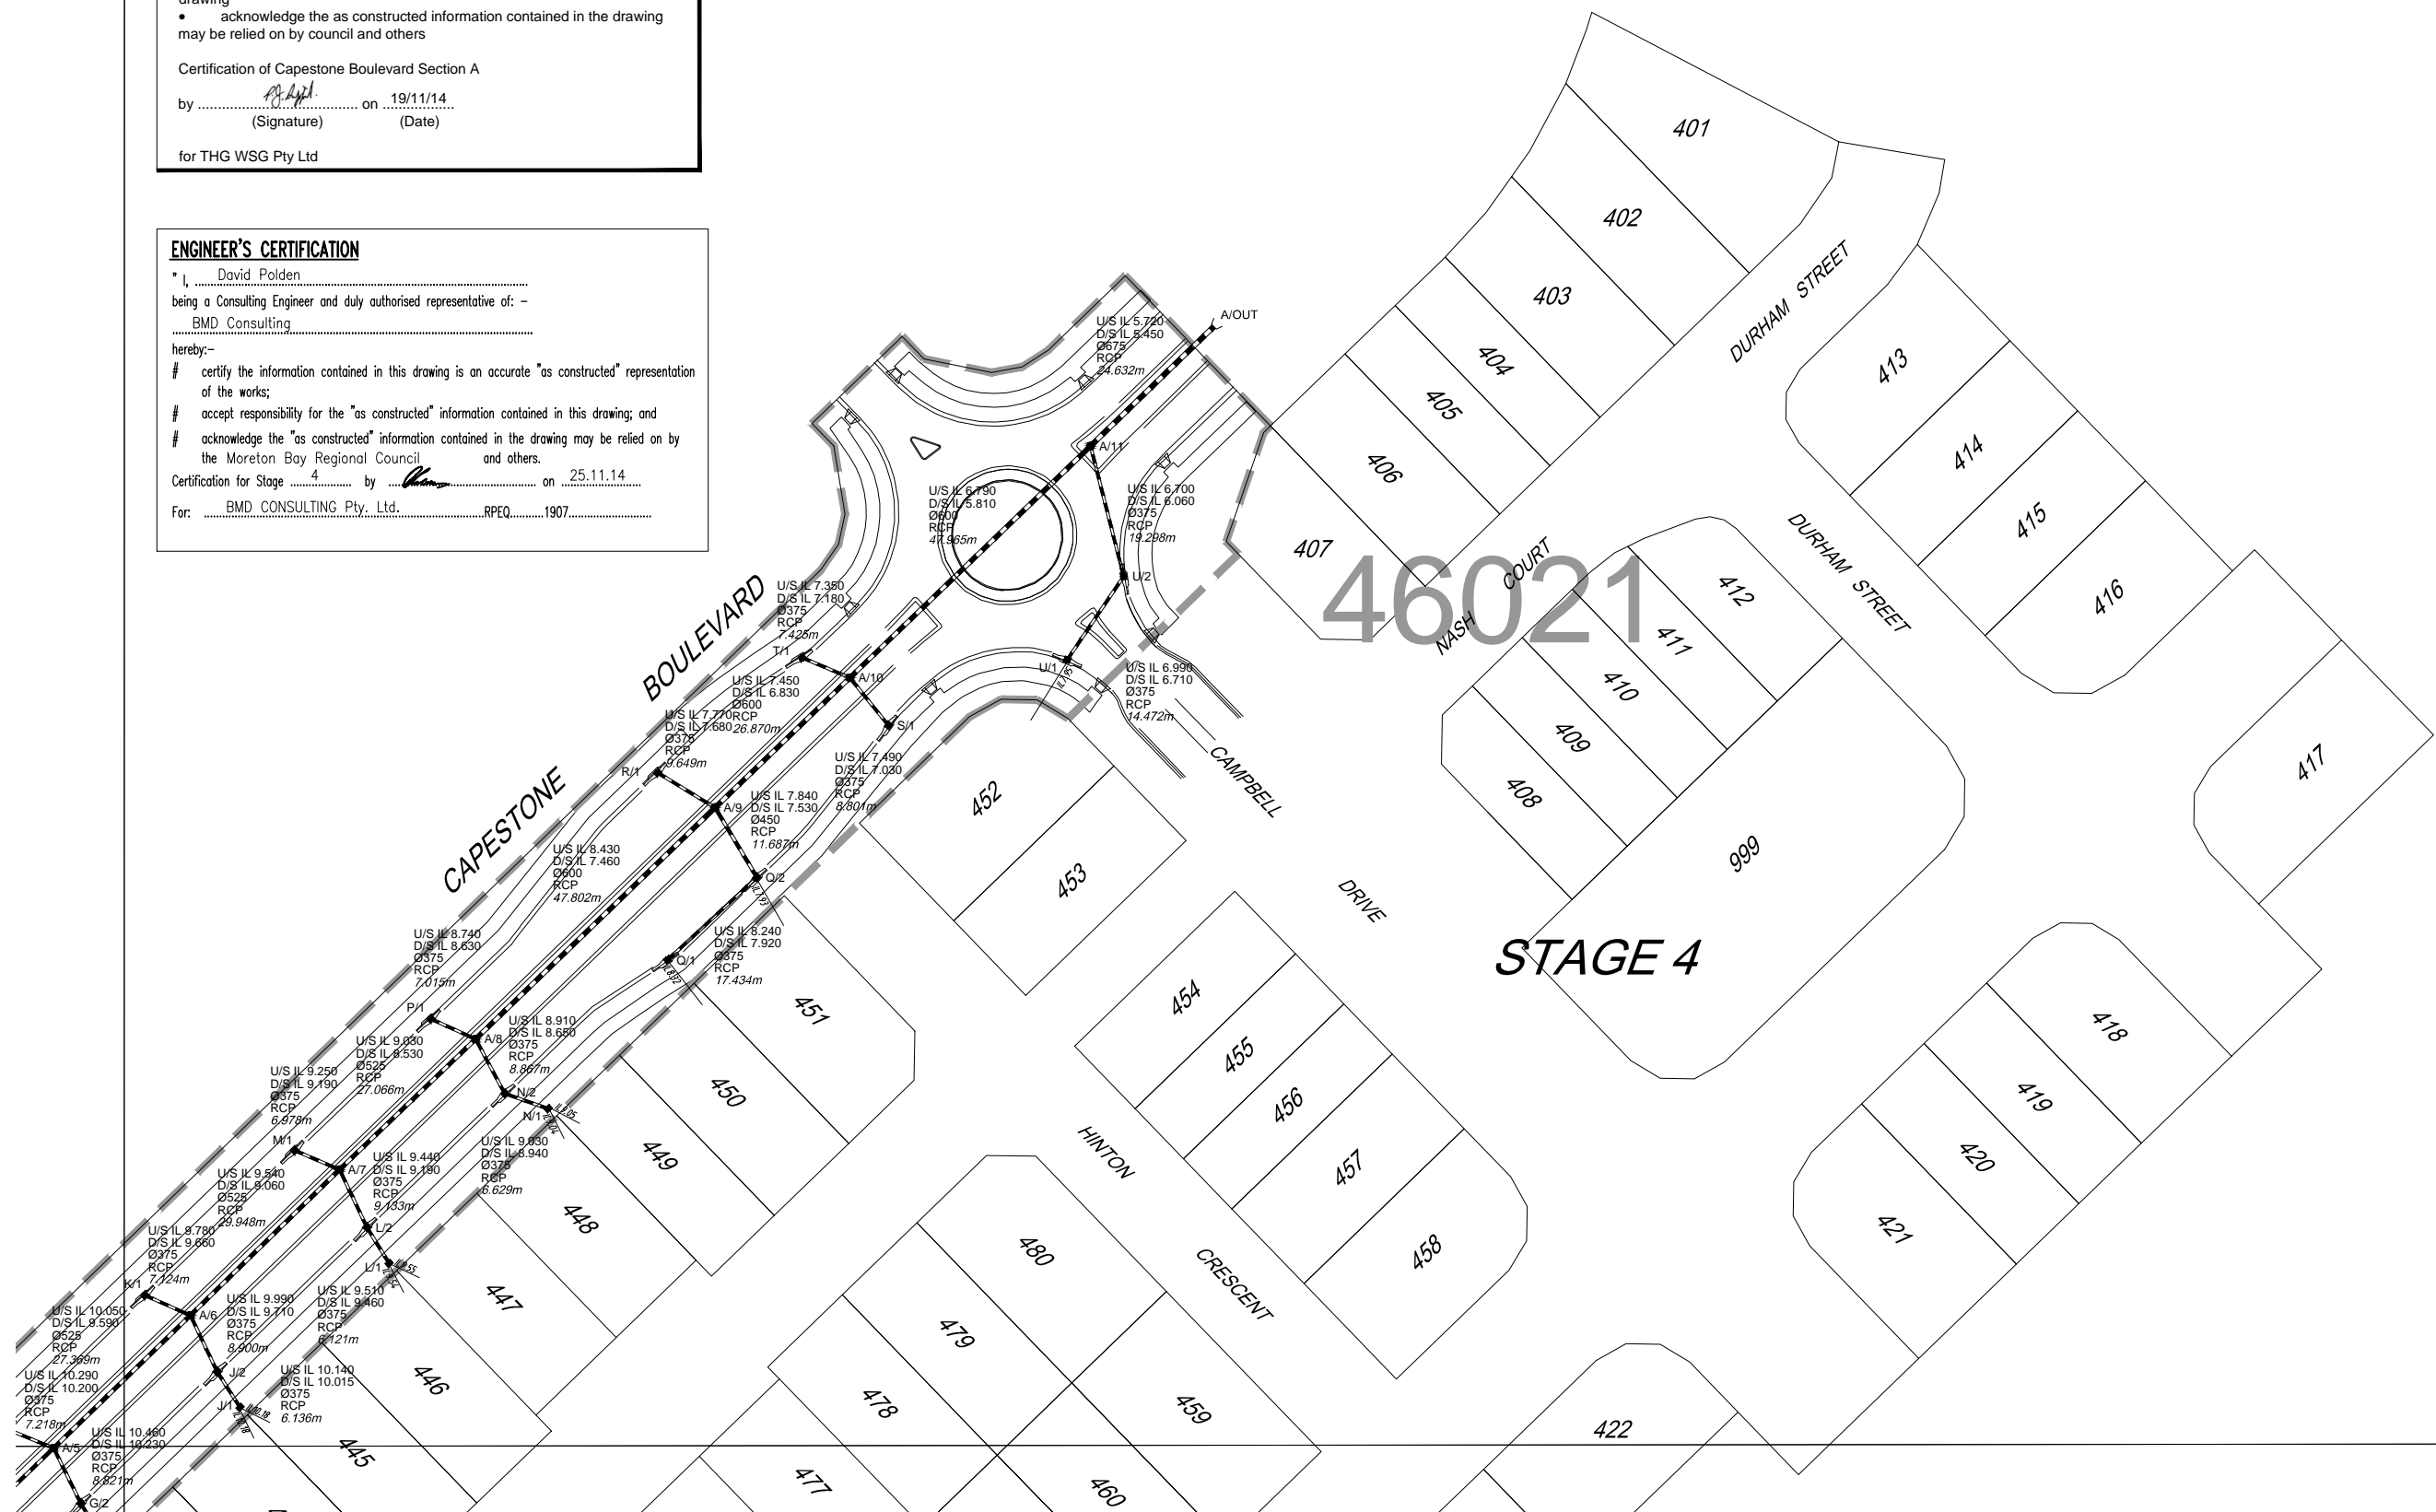 drawing
• acknowledge the as constructed information contained in the drawing
may be relied on by council and others
Certification of Capestone Boulevard Section A
by on 19/11/14
(Signature) (Date)
for THG WSG Pty Ltd
ENGINEER'S CERTIFICATION
" I, David Polden
being a Consulting Engineer and duly authorised representative of: -
BMD Consulting
hereby:-
# certify the information contained in this drawing is an accurate "as constructed" representation
of the works;
# accept responsibility for the "as constructed" information contained in this drawing; and
# acknowledge the "as constructed" information contained in the drawing may be relied on by
the Moreton Bay Regional Council and others.
Certification for Stage 4 by on 25.11.14
For: BMD CONSULTING Pty. Ltd. RPEQ 1907
CAPESTONE BOULEVARD
A/OUT
U/S IL 5.720
D/S IL 5.450
Ø675
RCP
24.632m
A/11
U/S IL 6.790
D/S IL 5.810
Ø600
RCP
47.965m
U/S IL 6.700
D/S IL 6.060
Ø375
RCP
19.298m
U/2
U/S IL 7.350
D/S IL 7.180
Ø375
RCP
7.425m
T/1
A/10
U/1
IL7.05
U/S IL 6.990
D/S IL 6.710
Ø375
RCP
14.472m
U/S IL 7.450
D/S IL 6.830
Ø600
RCP
26.870m
S/1
U/S IL 7.770
D/S IL 7.680
Ø375
RCP
9.649m
R/1
U/S IL 7.490
D/S IL 7.030
Ø375
RCP
8.801m
A/9
U/S IL 7.840
D/S IL 7.530
Ø450
RCP
11.687m
U/S IL 8.430
D/S IL 7.460
Ø600
RCP
47.802m
Q/2
IL7.93
U/S IL 8.240
D/S IL 7.920
Ø375
RCP
17.434m
Q/1
U/S IL 8.740
D/S IL 8.630
Ø375
RCP
7.015m
P/1
A/8
U/S IL 8.910
D/S IL 8.650
Ø375
RCP
8.867m
U/S IL 9.030
D/S IL 8.530
Ø525
RCP
27.066m
N/2
N/1
IL9.05
U/S IL 9.250
D/S IL 9.190
Ø375
RCP
6.978m
M/1
A/7
U/S IL 9.440
D/S IL 9.190
Ø375
RCP
9.133m
U/S IL 9.030
D/S IL 8.940
Ø375
RCP
6.629m
U/S IL 9.540
D/S IL 9.060
Ø525
RCP
29.948m
L/2
L/1
U/S IL 9.780
D/S IL 9.660
Ø375
RCP
7.124m
K/1
A/6
U/S IL 9.990
D/S IL 9.710
Ø375
RCP
8.900m
U/S IL 9.510
D/S IL 9.460
Ø375
RCP
6.121m
U/S IL 10.050
D/S IL 9.590
Ø525
RCP
27.369m
J/2
J/1
IL10.18
U/S IL 10.140
D/S IL 10.015
Ø375
RCP
6.136m
U/S IL 10.290
D/S IL 10.200
Ø375
RCP
7.218m
A/5
U/S IL 10.460
D/S IL 10.230
Ø375
RCP
8.821m
G/2
401
402
403
404
405
406
407
DURHAM STREET
413
414
415
416
DURHAM STREET
NASH COURT
46021
412
411
410
409
408
999
417
STAGE 4
CAMPBELL DRIVE
452
453
451
450
449
448
447
446
445
454
455
456
457
458
HINTON CRESCENT
480
479
478
477
459
460
418
419
420
421
422